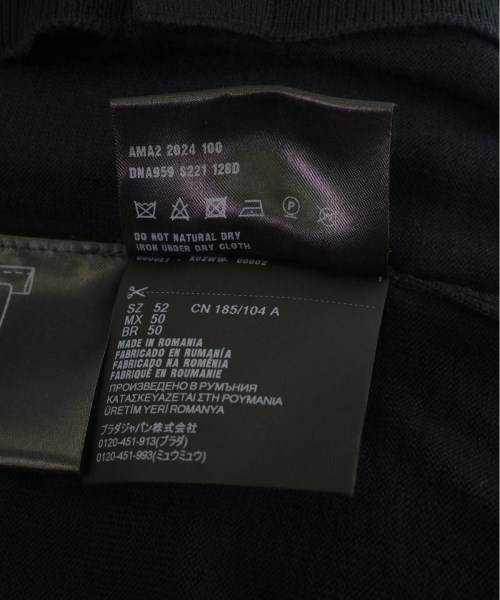 AMA2 2024 100
DNA959 S221 128D
DO NOT NATURAL DRY
IRON UNDER DRY CLOTH
SZ 52 CN 185/104 A
MX 50
BR 50
MADE IN ROMANIA
FABRICADO EN RUMANÍA
FABRICADO NA ROMÊNIA
FABRIQUÉ EN ROUMANIE
ПРОИЗВЕДЕНО В РУМЪНИЯ
ΚΑΤΑΣΚΕΥΑΖΕΤΑΙ ΣΤΗ ΡΟΥΜΑΝΙΑ
ÜRETİM YERİ ROMANYA
プラダジャパン株式会社
0120-451-913(プラダ)
0120-451-993(ミュウミュウ)